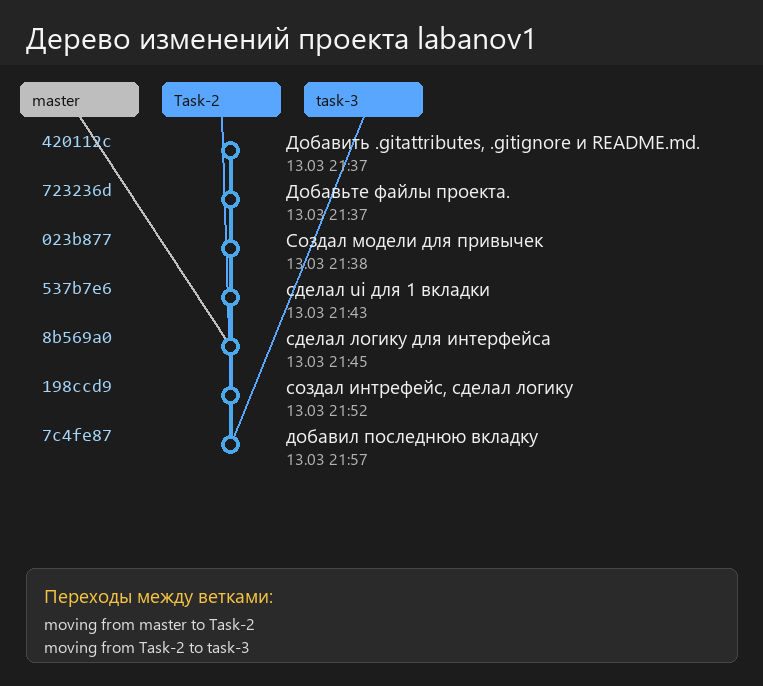 Дерево изменений проекта labanov1
master Task-2 task-3
420112c Добавить .gitattributes, .gitignore и README.md.
13.03 21:37
723236d Добавьте файлы проекта.
13.03 21:37
023b877 Создал модели для привычек
13.03 21:38
537b7e6 сделал ui для 1 вкладки
13.03 21:43
8b569a0 сделал логику для интерфейса
13.03 21:45
198ccd9 создал интрефейс, сделал логику
13.03 21:52
7c4fe87 добавил последнюю вкладку
13.03 21:57
Переходы между ветками:
moving from master to Task-2
moving from Task-2 to task-3